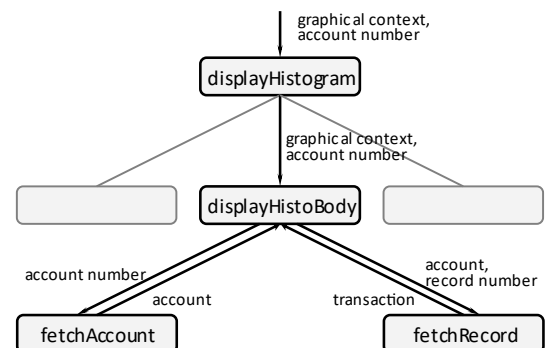 graphical context,
account number
displayHistogram
graphical context,
account number
displayHistoBody
account number
account
account,
record number
transaction
fetchAccount
fetchRecord